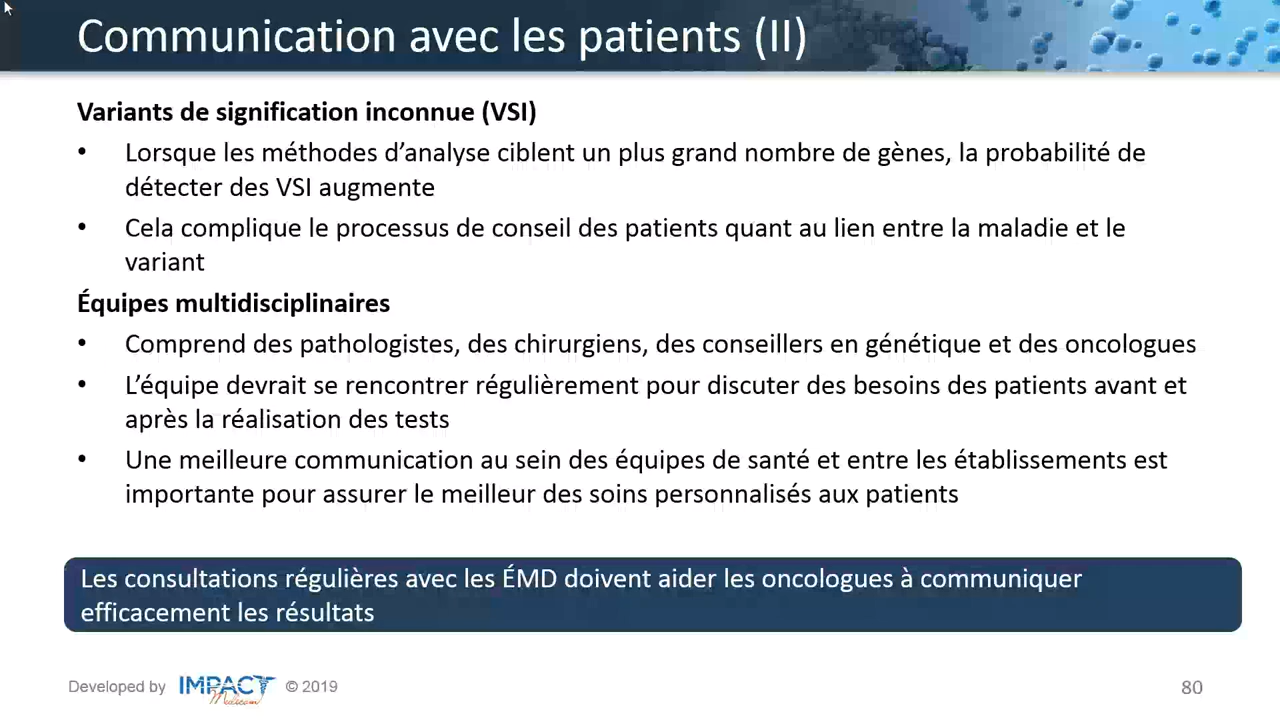 Communication avec les patients (II)
Variants de signification inconnue (VSI)
• Lorsque les méthodes d’analyse ciblent un plus grand nombre de gènes, la probabilité de
détecter des VSI augmente
• Cela complique le processus de conseil des patients quant au lien entre la maladie et le
variant
Équipes multidisciplinaires
• Comprend des pathologistes, des chirurgiens, des conseillers en génétique et des oncologues
• L’équipe devrait se rencontrer régulièrement pour discuter des besoins des patients avant et
après la réalisation des tests
• Une meilleure communication au sein des équipes de santé et entre les établissements est
importante pour assurer le meilleur des soins personnalisés aux patients
Les consultations régulières avec les ÉMD doivent aider les oncologues à communiquer
efficacement les résultats
Developed by IMPACT Medicom © 2019
80